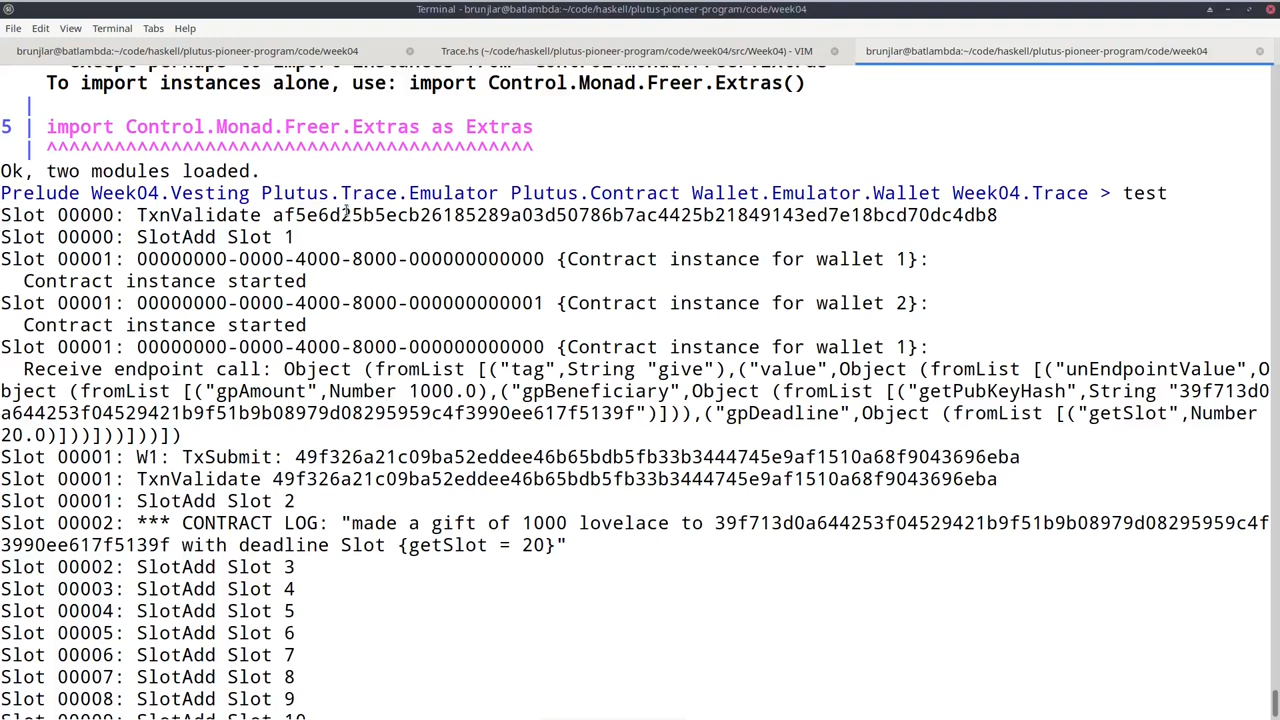 Terminal - brunjlar@batlambda:~/code/haskell/plutus-pioneer-program/code/week04
File Edit View Terminal Tabs Help
brunjlar@batlambda:~/code/haskell/plutus-pioneer-program/code/week04 Trace.hs (~/code/haskell/plutus-pioneer-program/code/week04/src/Week04) - VIM brunjlar@batlambda:~/code/haskell/plutus-pioneer-program/code/week04
To import instances alone, use: import Control.Monad.Freer.Extras()
|
5 | import Control.Monad.Freer.Extras as Extras
| ^^^^^^^^^^^^^^^^^^^^^^^^^^^^^^^^^^^^^^^^^^^
Ok, two modules loaded.
Prelude Week04.Vesting Plutus.Trace.Emulator Plutus.Contract Wallet.Emulator.Wallet Week04.Trace > test
Slot 00000: TxnValidate af5e6d25b5ecb26185289a03d50786b7ac4425b21849143ed7e18bcd70dc4db8
Slot 00000: SlotAdd Slot 1
Slot 00001: 00000000-0000-4000-8000-000000000000 {Contract instance for wallet 1}:
Contract instance started
Slot 00001: 00000000-0000-4000-8000-000000000001 {Contract instance for wallet 2}:
Contract instance started
Slot 00001: 00000000-0000-4000-8000-000000000000 {Contract instance for wallet 1}:
Receive endpoint call: Object (fromList [("tag",String "give"),("value",Object (fromList [("unEndpointValue",O
bject (fromList [("gpAmount",Number 1000.0),("gpBeneficiary",Object (fromList [("getPubKeyHash",String "39f713d0
a644253f04529421b9f51b9b08979d08295959c4f3990ee617f5139f")])),("gpDeadline",Object (fromList [("getSlot",Number
20.0)]))]))]))])
Slot 00001: W1: TxSubmit: 49f326a21c09ba52eddee46b65bdb5fb33b3444745e9af1510a68f9043696eba
Slot 00001: TxnValidate 49f326a21c09ba52eddee46b65bdb5fb33b3444745e9af1510a68f9043696eba
Slot 00001: SlotAdd Slot 2
Slot 00002: *** CONTRACT LOG: "made a gift of 1000 lovelace to 39f713d0a644253f04529421b9f51b9b08979d08295959c4f
3990ee617f5139f with deadline Slot {getSlot = 20}"
Slot 00002: SlotAdd Slot 3
Slot 00003: SlotAdd Slot 4
Slot 00004: SlotAdd Slot 5
Slot 00005: SlotAdd Slot 6
Slot 00006: SlotAdd Slot 7
Slot 00007: SlotAdd Slot 8
Slot 00008: SlotAdd Slot 9
Slot 00009: SlotAdd Slot 10